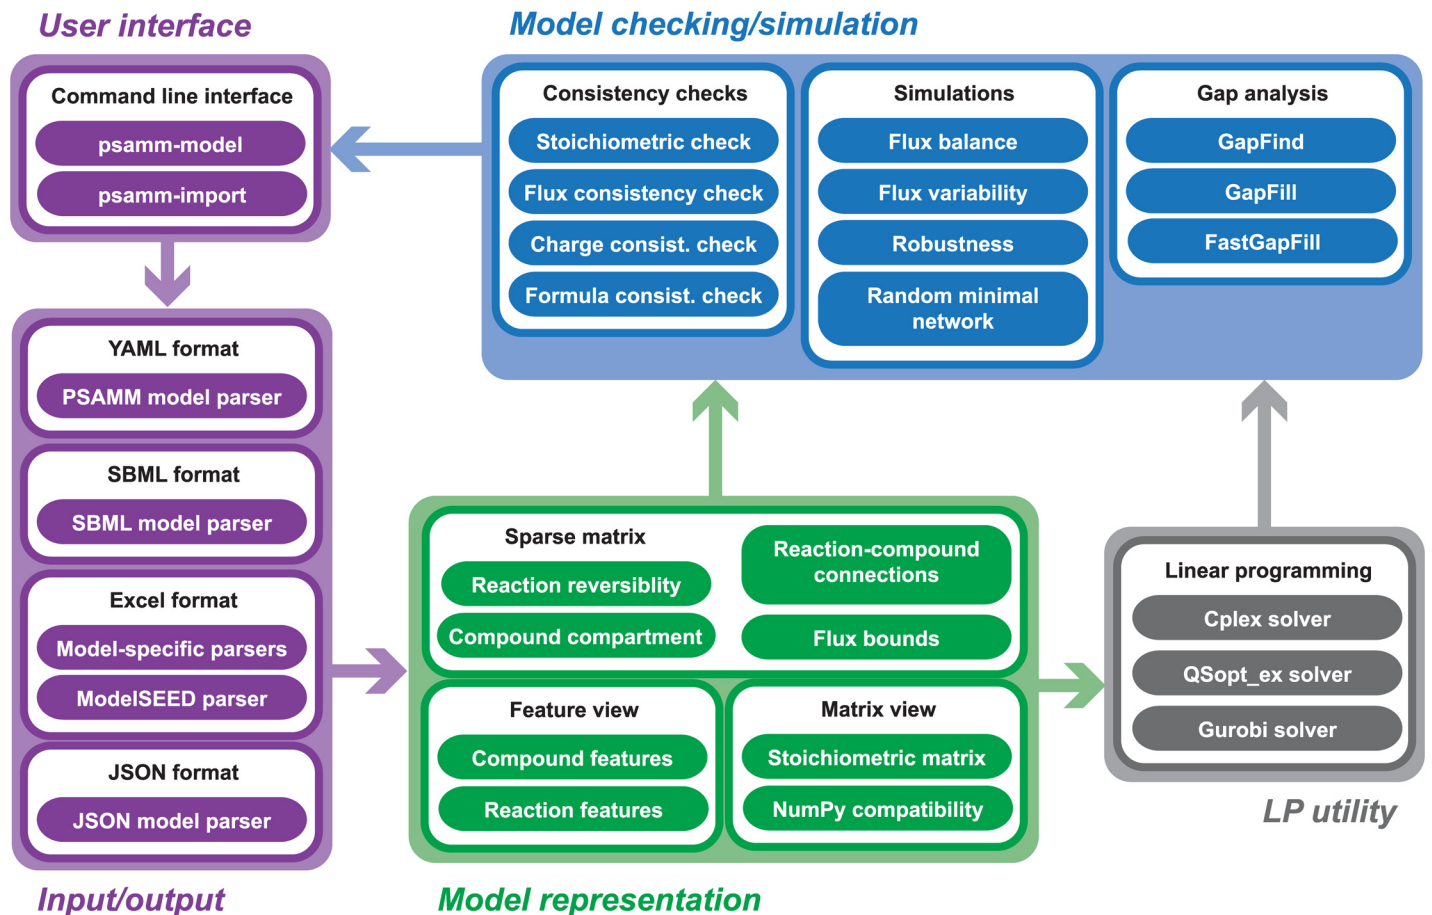 User interface
Command line interface
psamm-model
psamm-import
Model checking/simulation
Consistency checks
Stoichiometric check
Flux consistency check
Charge consist. check
Formula consist. check
Simulations
Flux balance
Flux variability
Robustness
Random minimal
network
Gap analysis
GapFind
GapFill
FastGapFill
YAML format
PSAMM model parser
SBML format
SBML model parser
Excel format
Model-specific parsers
ModelSEED parser
JSON format
JSON model parser
Input/output
Sparse matrix
Reaction reversiblity
Compound compartment
Reaction-compound
connections
Flux bounds
Feature view
Compound features
Reaction features
Matrix view
Stoichiometric matrix
NumPy compatibility
Model representation
Linear programming
Cplex solver
QSopt_ex solver
Gurobi solver
LP utility